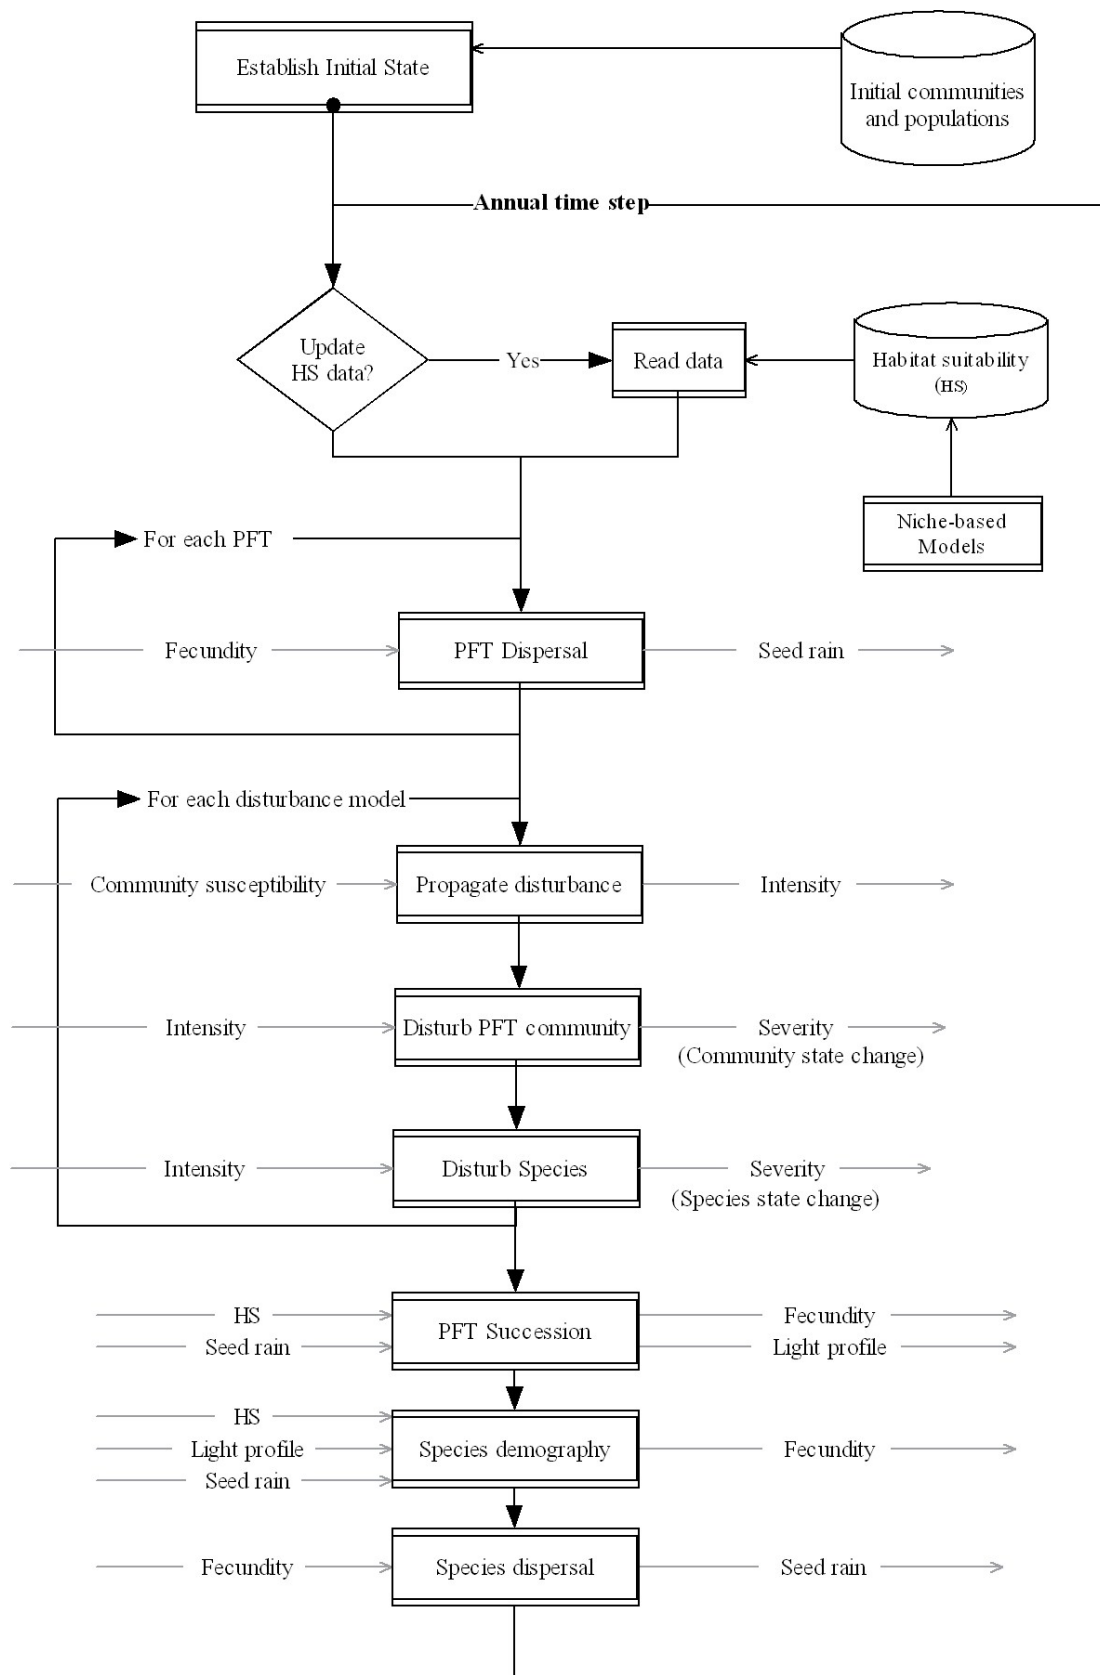 Establish Initial State
Initial communities
and populations
Annual time step
Update
HS data?
Yes
Read data
Habitat suitability
(HS)
Niche-based
Models
For each PFT
Fecundity
PFT Dispersal
Seed rain
For each disturbance model
Community susceptibility
Propagate disturbance
Intensity
Intensity
Disturb PFT community
Severity
(Community state change)
Intensity
Disturb Species
Severity
(Species state change)
HS
Seed rain
PFT Succession
Fecundity
Light profile
HS
Light profile
Seed rain
Species demography
Fecundity
Fecundity
Species dispersal
Seed rain